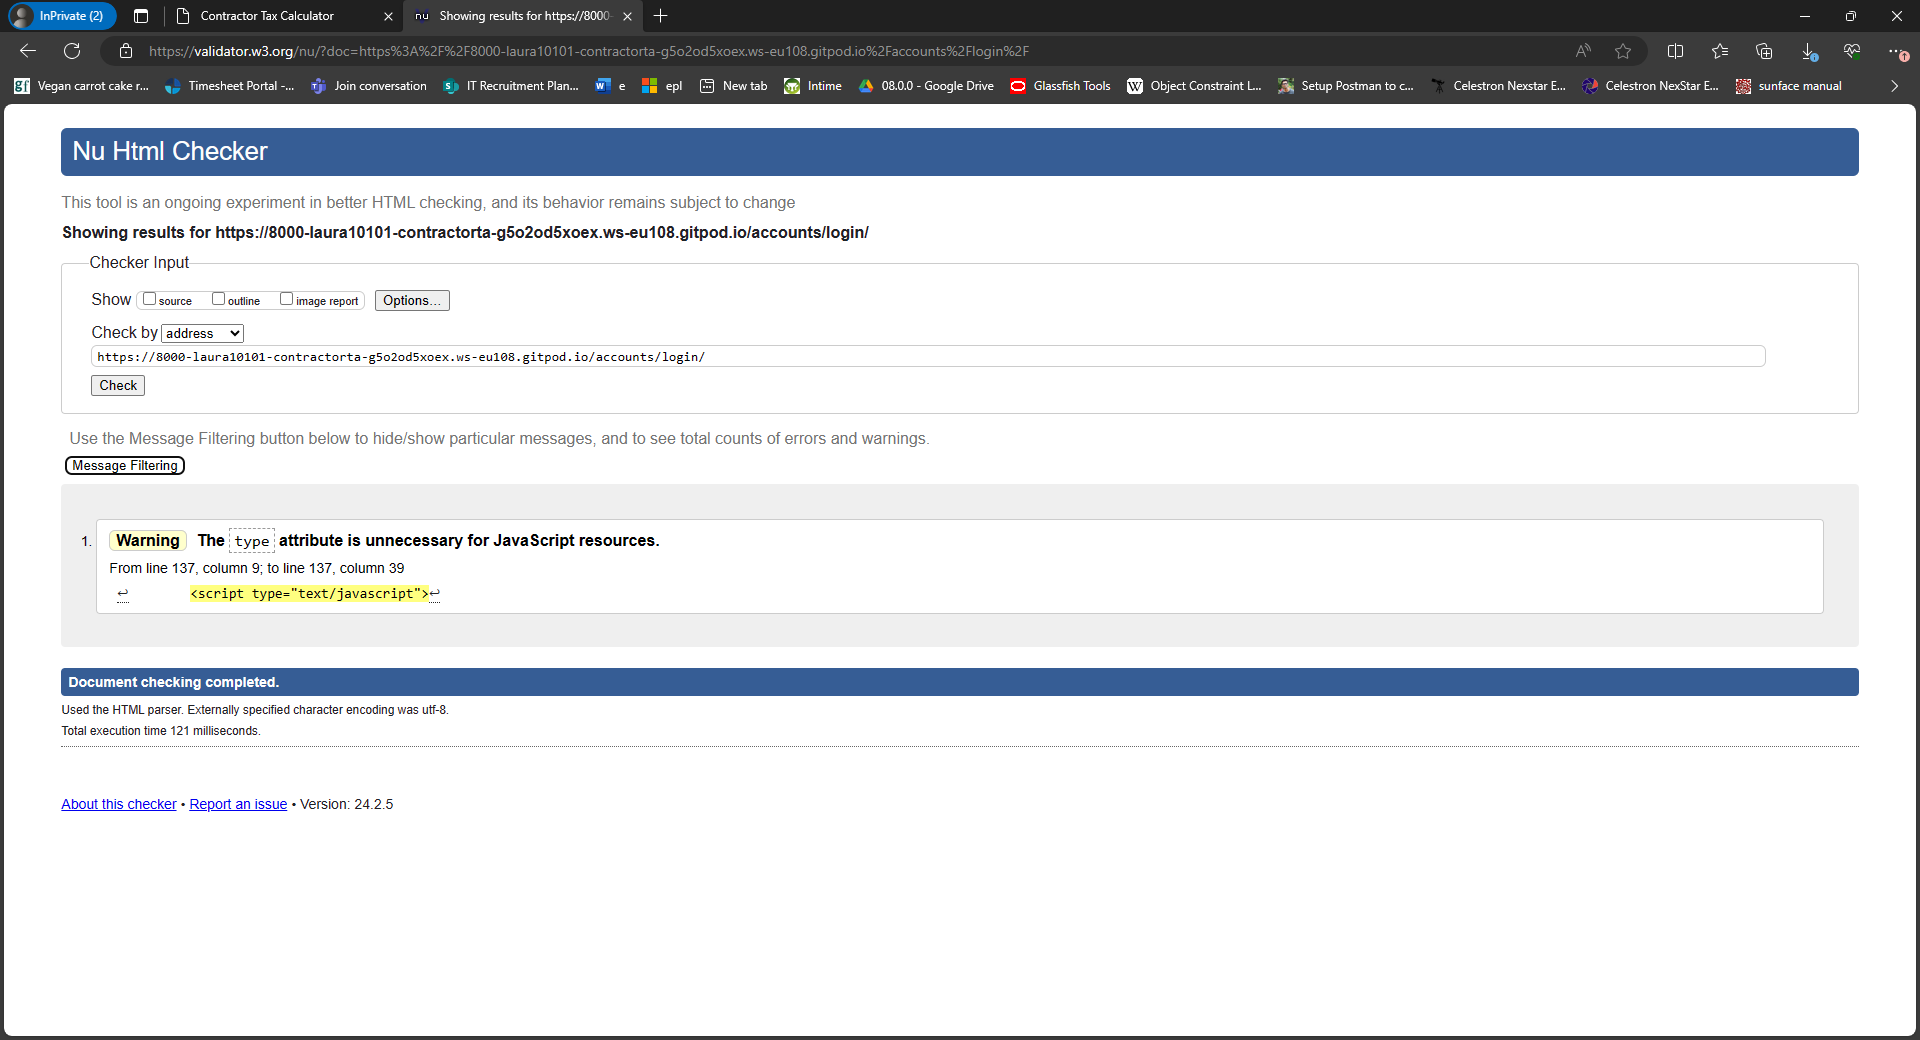 InPrivate (2)
Contractor Tax Calculator
nu
Showing results for https://8000-
https://validator.w3.org/nu/?doc=https%3A%2F%2F8000-laura10101-contractorta-g5o2od5xoex.ws-eu108.gitpod.io%2Faccounts%2Flogin%2F
Vegan carrot cake r... Timesheet Portal -... Join conversation IT Recruitment Plan... e epl New tab Intime 08.0.0 - Google Drive Glassfish Tools Object Constraint L... Setup Postman to c... Celestron Nexstar E... Celestron NexStar E... sunface manual
Nu Html Checker
This tool is an ongoing experiment in better HTML checking, and its behavior remains subject to change
Showing results for https://8000-laura10101-contractorta-g5o2od5xoex.ws-eu108.gitpod.io/accounts/login/
Checker Input
Show source outline image report Options...
Check by address
https://8000-laura10101-contractorta-g5o2od5xoex.ws-eu108.gitpod.io/accounts/login/
Check
Use the Message Filtering button below to hide/show particular messages, and to see total counts of errors and warnings.
Message Filtering
1. Warning The type attribute is unnecessary for JavaScript resources.
From line 137, column 9; to line 137, column 39
↩ <script type="text/javascript">↩
Document checking completed.
Used the HTML parser. Externally specified character encoding was utf-8.
Total execution time 121 milliseconds.
About this checker • Report an issue • Version: 24.2.5